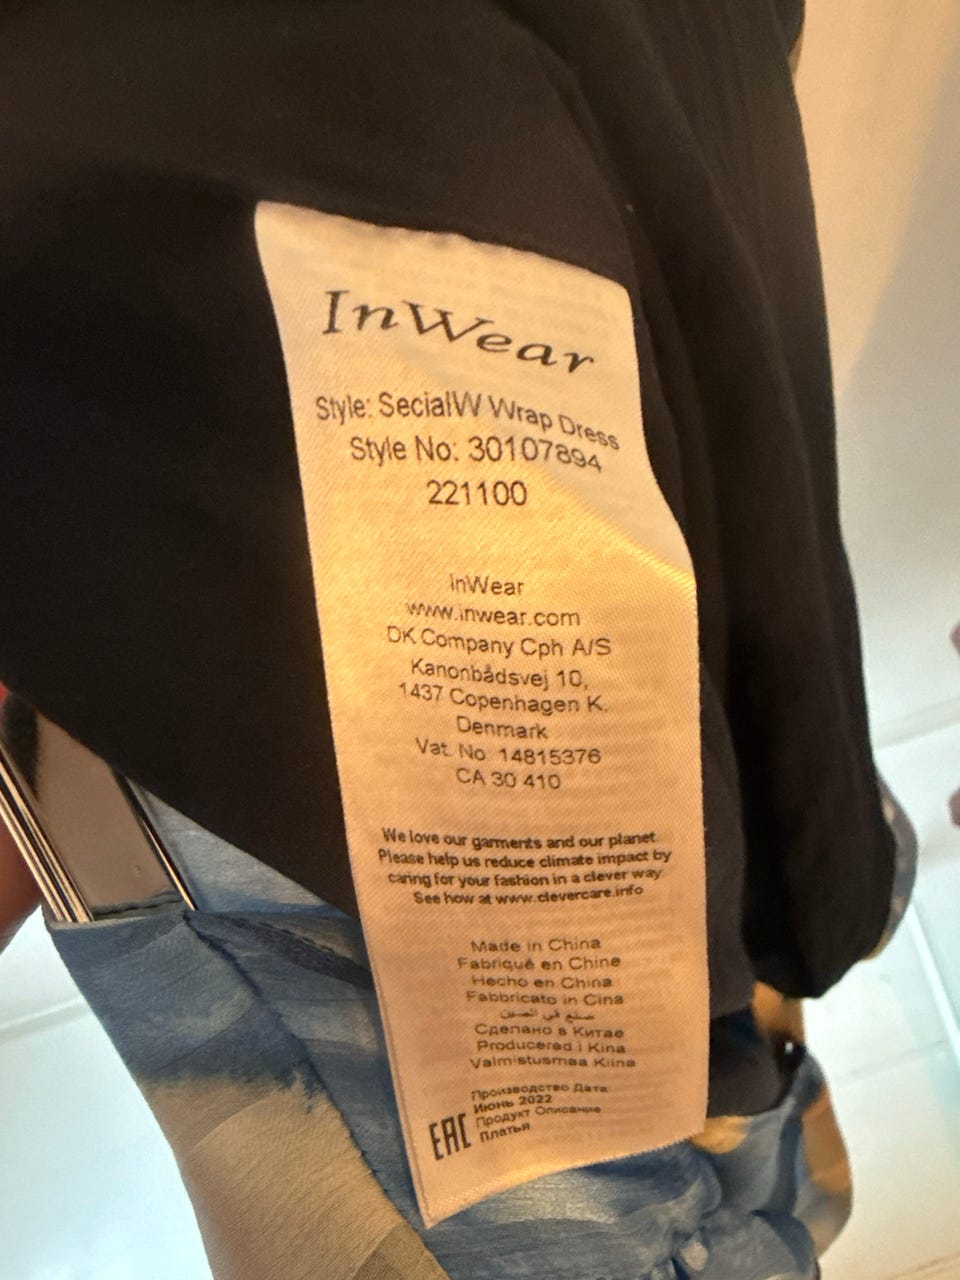 InWear
Style: SecialW Wrap Dress
Style No: 30107894
221100
InWear
www.inwear.com
DK Company Cph A/S
Kanonbådsvej 10,
1437 Copenhagen K.
Denmark
Vat. No 14815376
CA 30 410
We love our garments and our planet
Please help us reduce climate impact by
caring for your fashion in a clever way.
See how at www.clevercare.info
Made in China
Fabriqué en Chine
Hecho en China
Fabbricato in Cina
صنع في الصين
Сделано в Китае
Producered i Kina
Valmistusmaa Kiina
Производство Дата
Июнь 2022
Продукт Описание
Платья
EAC